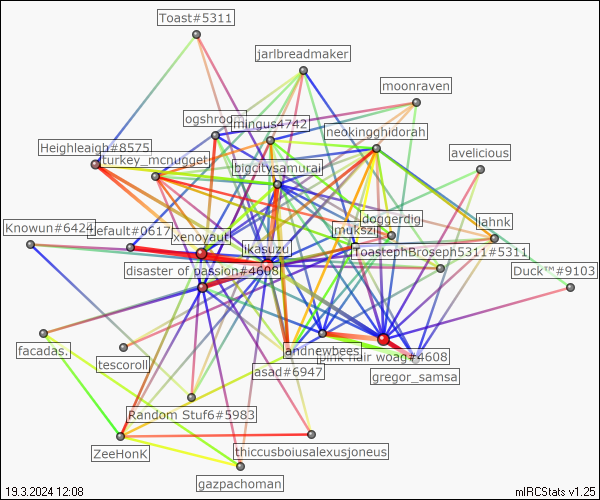 Toast#5311
jarlbreadmaker
moonraven
mingus4742
neokingghidorah
Heighleaigh#8575
turkey_mcnugget
bigcitysamurai
avelicious
doggerdig
lahnk
Knowun#6424
default#0617
xenoyaut
ikasuzu
mukszi
ToastephBroseph5311#5311
disaster of passion#4608
Duck™#9103
facadas.
tescoroll
andnewbees
pink hair woag#4608
asad#6947
gregor_samsa
Random Stuf6#5983
ZeeHonK
thiccusboiusalexusjoneus
gazpachoman
19.3.2024 12:08
mIRCStats v1.25